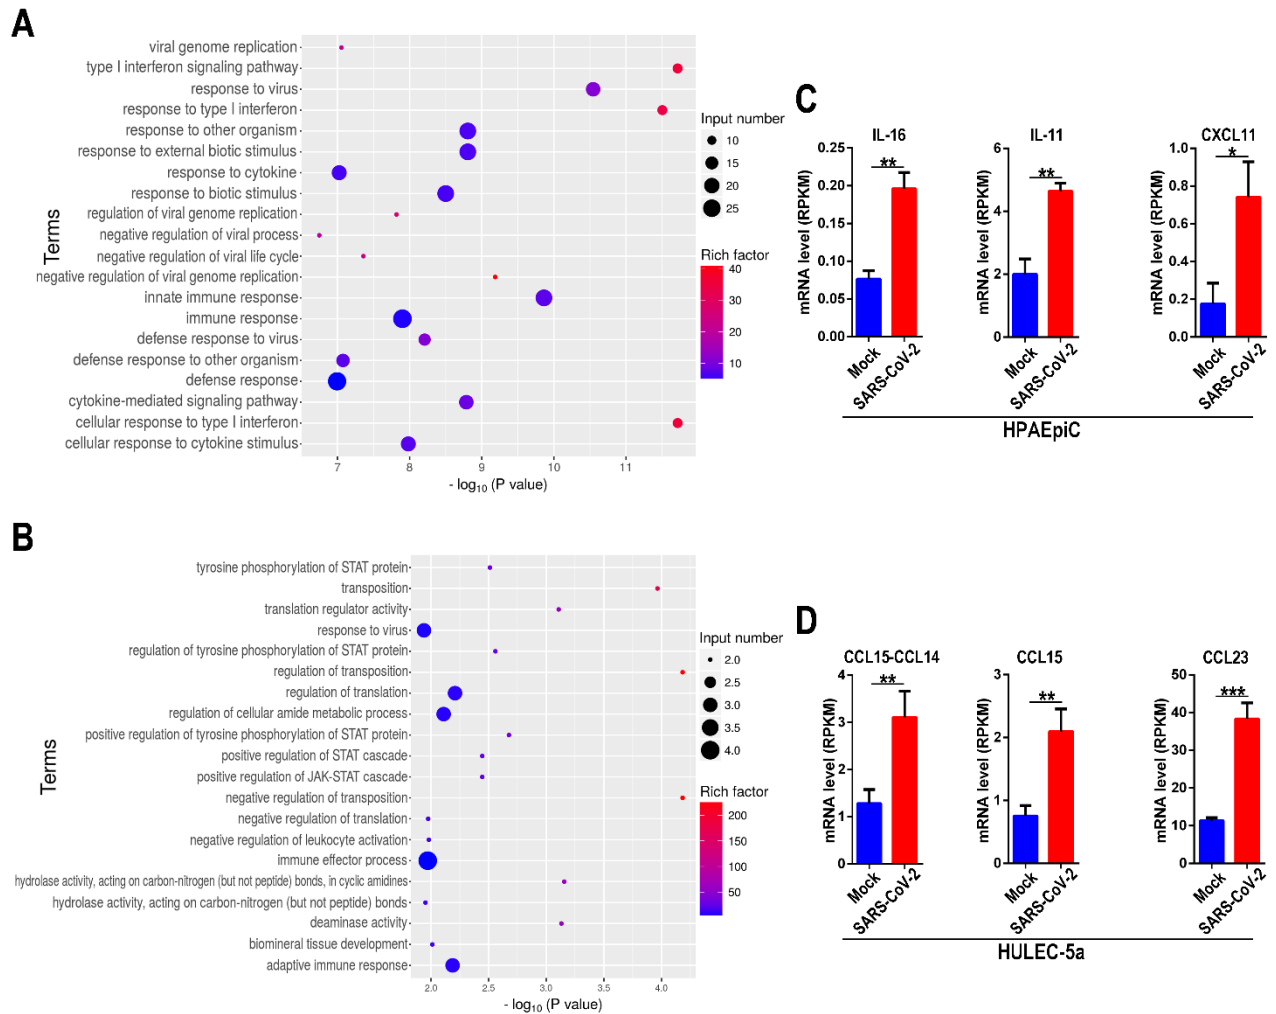 A
viral genome replication
type I interferon signaling pathway
response to virus
response to type I interferon
response to other organism
response to external biotic stimulus
response to cytokine
response to biotic stimulus
regulation of viral genome replication
negative regulation of viral process
negative regulation of viral life cycle
negative regulation of viral genome replication
innate immune response
immune response
defense response to virus
defense response to other organism
defense response
cytokine-mediated signaling pathway
cellular response to type I interferon
cellular response to cytokine stimulus
Terms
7 8 9 10 11
- log10 (P value)
Input number
10
15
20
25
Rich factor
40
30
20
10
B
tyrosine phosphorylation of STAT protein
transposition
translation regulator activity
response to virus
regulation of tyrosine phosphorylation of STAT protein
regulation of transposition
regulation of translation
regulation of cellular amide metabolic process
positive regulation of tyrosine phosphorylation of STAT protein
positive regulation of STAT cascade
positive regulation of JAK-STAT cascade
negative regulation of transposition
negative regulation of translation
negative regulation of leukocyte activation
immune effector process
hydrolase activity, acting on carbon-nitrogen (but not peptide) bonds, in cyclic amidines
hydrolase activity, acting on carbon-nitrogen (but not peptide) bonds
deaminase activity
biomineral tissue development
adaptive immune response
Terms
2.0 2.5 3.0 3.5 4.0
- log10 (P value)
Input number
2.0
2.5
3.0
3.5
4.0
Rich factor
200
150
100
50
C
IL-16
mRNA level (RPKM)
0.25
0.20
0.15
0.10
0.05
0.00
**
Mock
SARS-CoV-2
IL-11
mRNA level (RPKM)
6
4
2
0
**
Mock
SARS-CoV-2
CXCL11
mRNA level (RPKM)
1.0
0.8
0.6
0.4
0.2
0.0
*
Mock
SARS-CoV-2
HPAEpiC
D
CCL15-CCL14
mRNA level (RPKM)
4
3
2
1
0
**
Mock
SARS-CoV-2
CCL15
mRNA level (RPKM)
3
2
1
0
**
Mock
SARS-CoV-2
CCL23
mRNA level (RPKM)
50
40
30
20
10
0
***
Mock
SARS-CoV-2
HULEC-5a